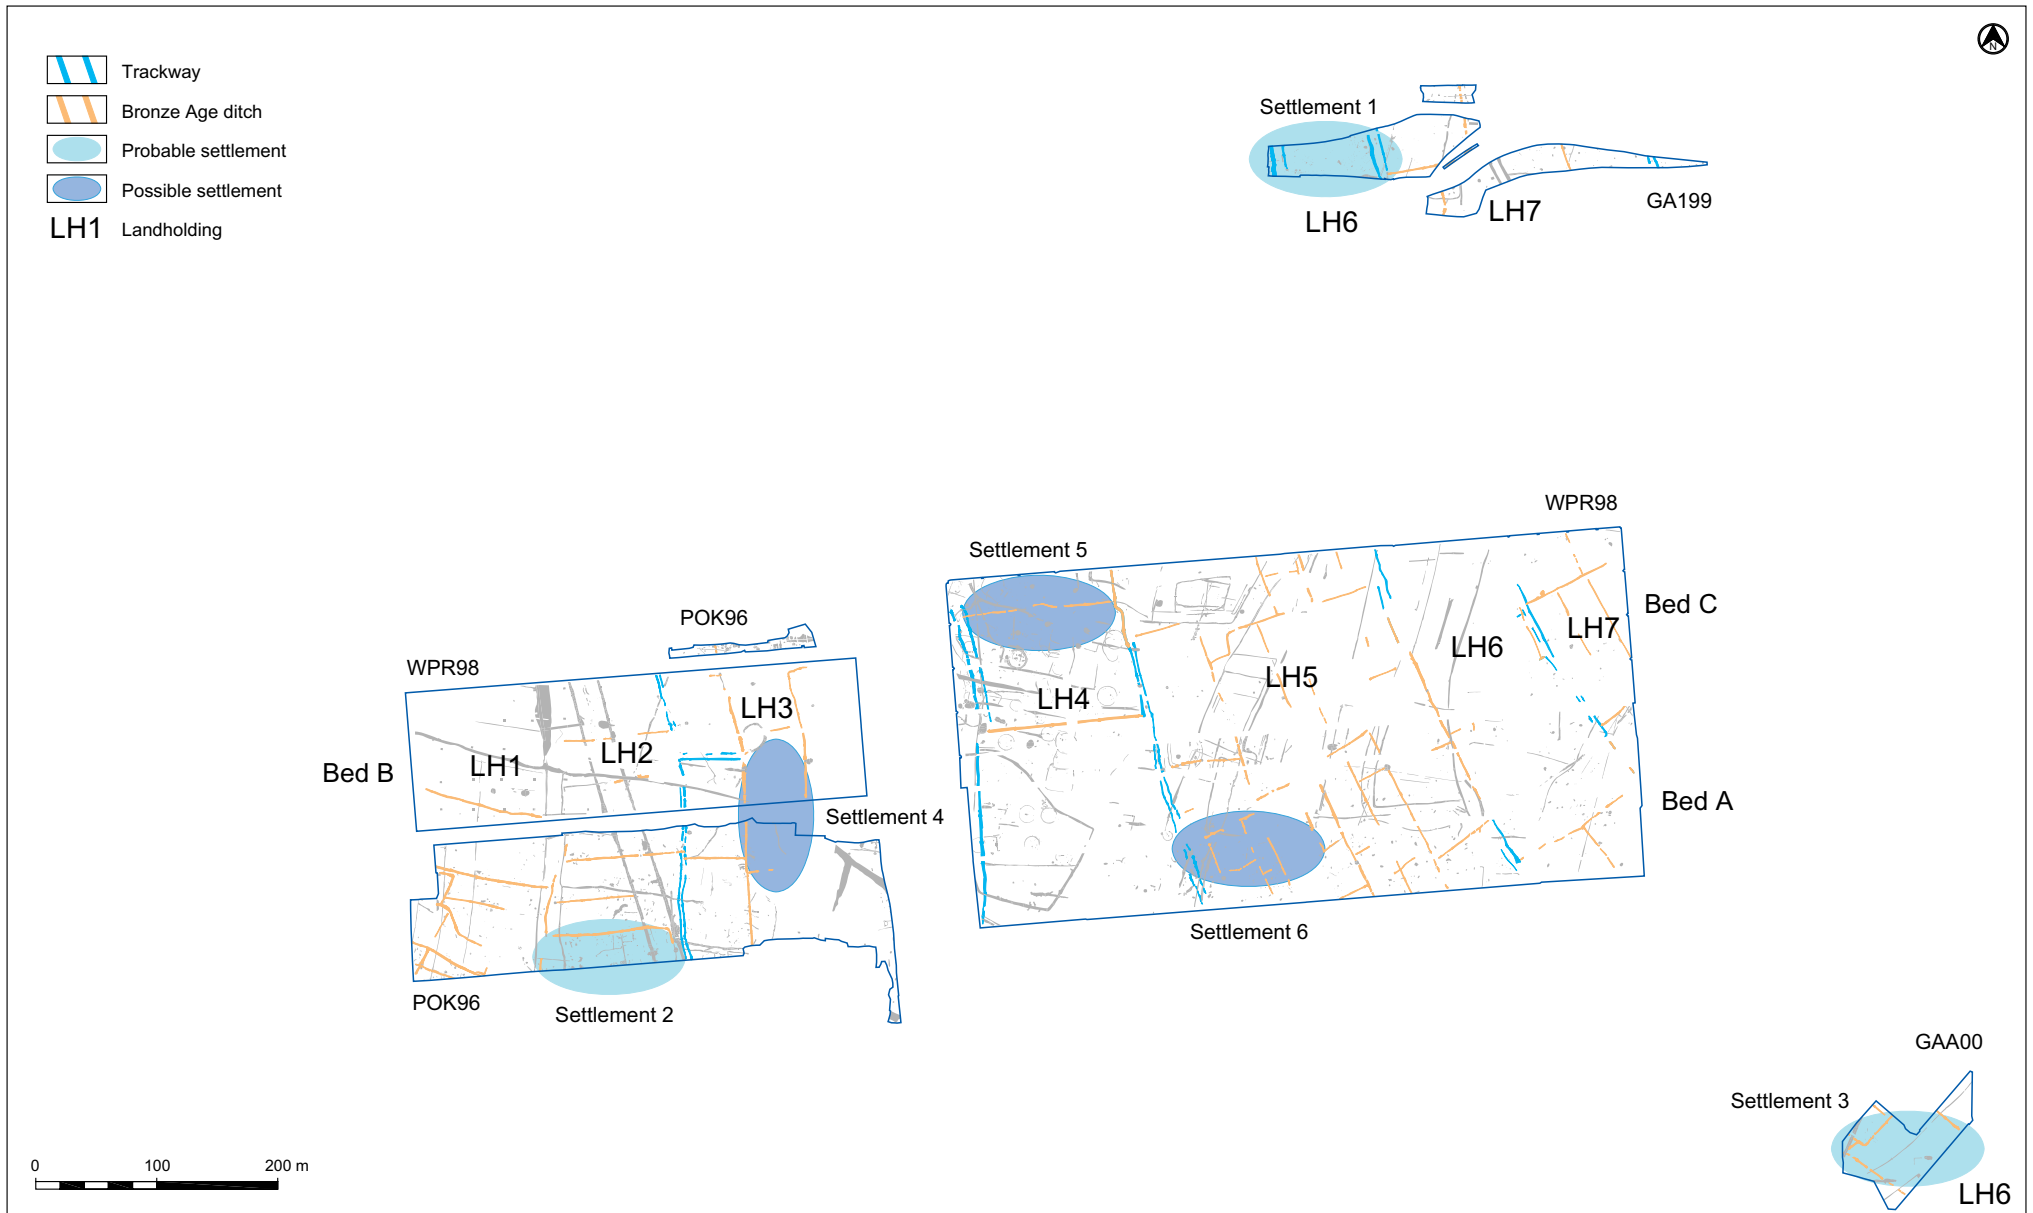 N
Trackway
Bronze Age ditch
Probable settlement
Possible settlement
LH1 Landholding
Settlement 1
LH6
LH7
GA199
WPR98
Settlement 5
Bed C
POK96
LH7
LH6
WPR98
LH5
LH4
LH3
LH2
LH1
Bed B
Bed A
Settlement 4
Settlement 6
POK96
Settlement 2
GAA00
Settlement 3
LH6
0 100 200 m